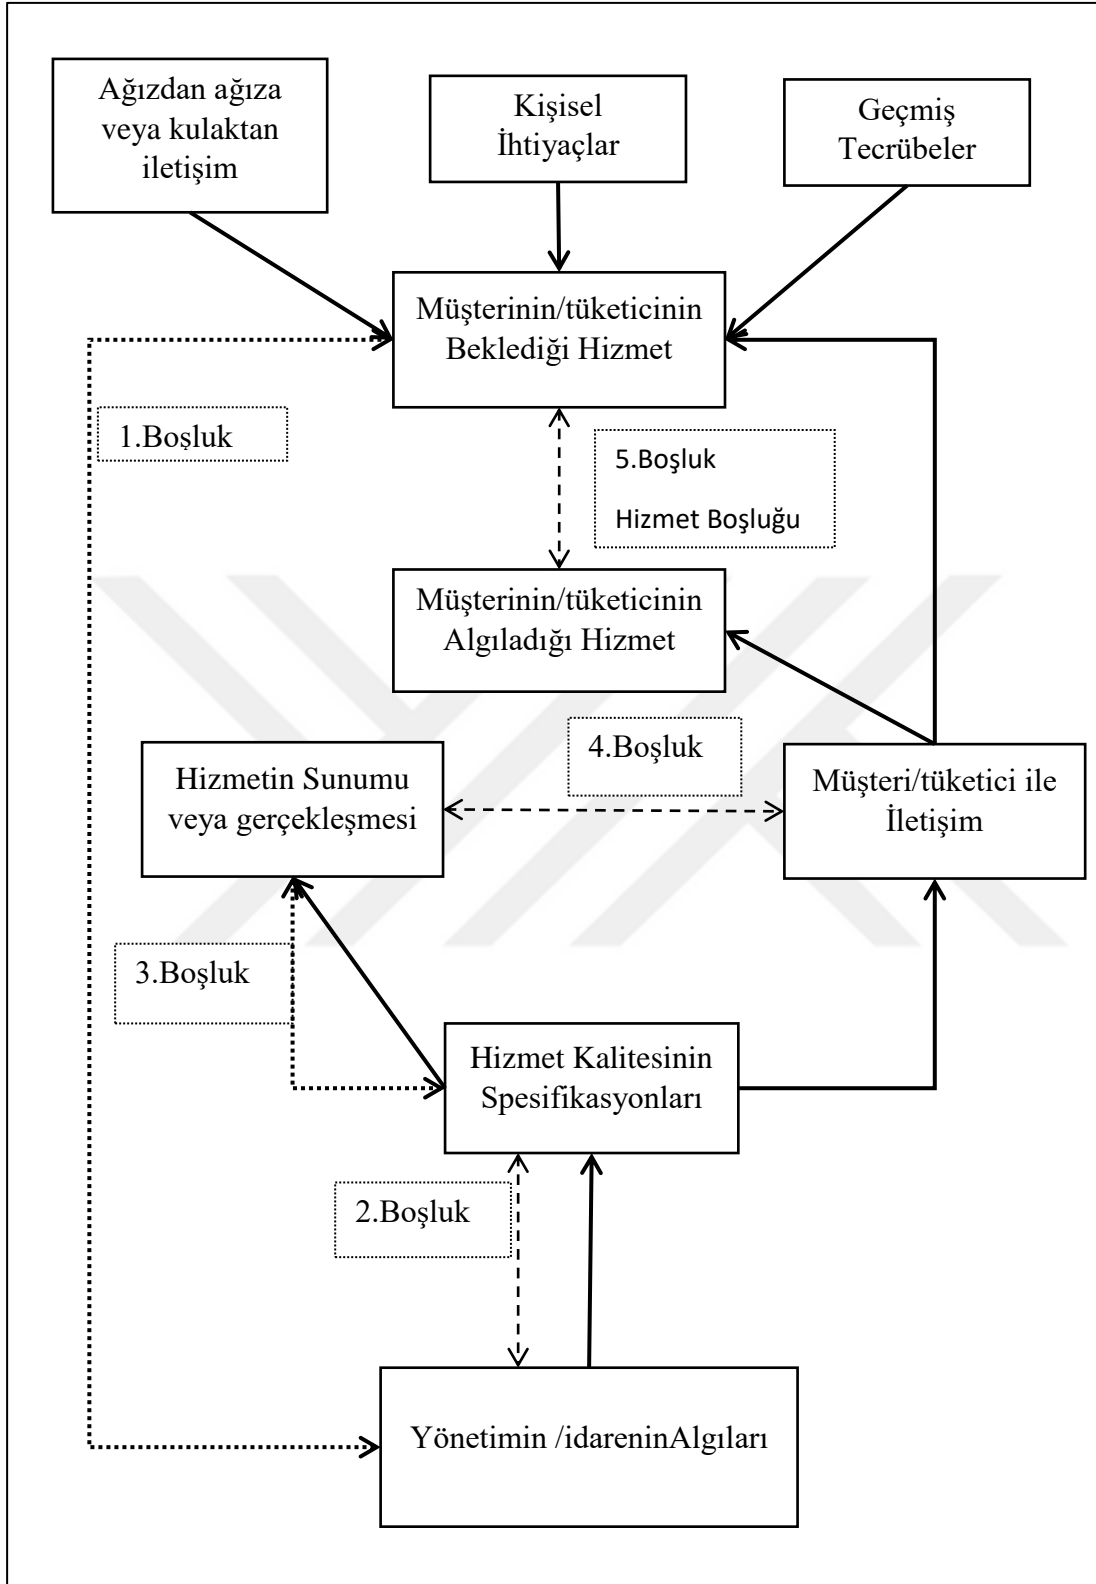 Ağızdan ağıza
veya kulaktan
iletişim
Kişisel
İhtiyaçlar
Geçmiş
Tecrübeler
Müşterinin/tüketicinin
Beklediği Hizmet
1.Boşluk
5.Boşluk
Hizmet Boşluğu
Müşterinin/tüketicinin
Algıladığı Hizmet
4.Boşluk
Hizmetin Sunumu
veya gerçekleşmesi
Müşteri/tüketici ile
İletişim
3.Boşluk
Hizmet Kalitesinin
Spesifikasyonları
2.Boşluk
Yönetimin /idareninAlgıları